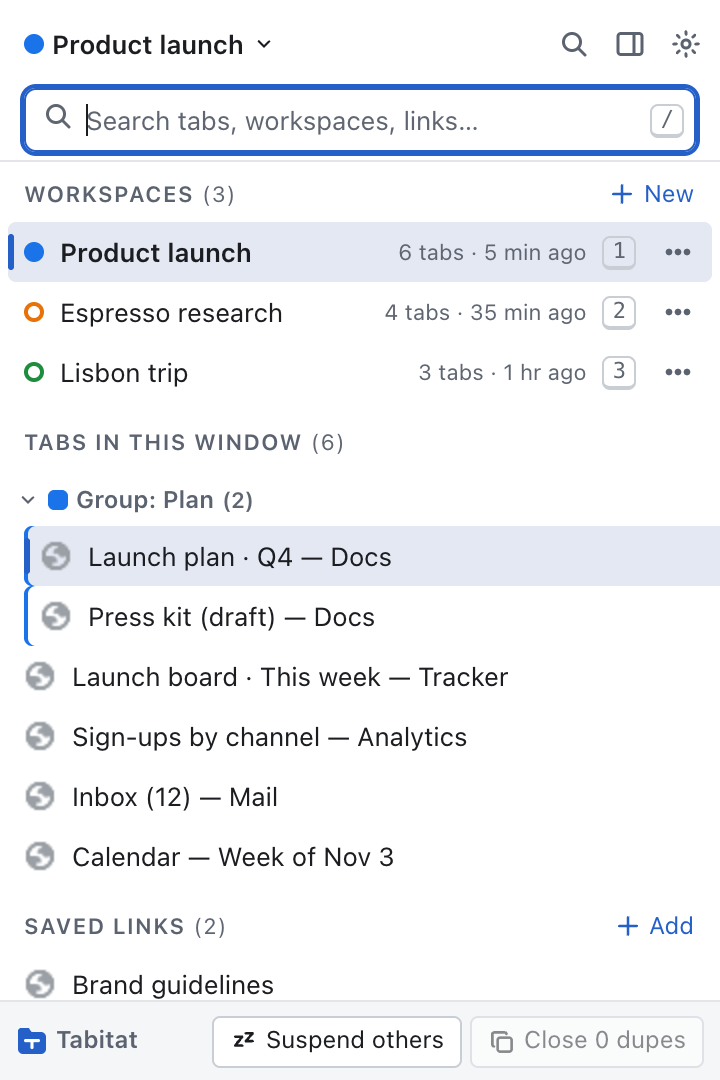 Product launch
Search tabs, workspaces, links... /
WORKSPACES (3) + New
Product launch 6 tabs · 5 min ago 1 •••
Espresso research 4 tabs · 35 min ago 2 •••
Lisbon trip 3 tabs · 1 hr ago 3 •••
TABS IN THIS WINDOW (6)
Group: Plan (2)
Launch plan · Q4 — Docs
Press kit (draft) — Docs
Launch board · This week — Tracker
Sign-ups by channel — Analytics
Inbox (12) — Mail
Calendar — Week of Nov 3
SAVED LINKS (2) + Add
Brand guidelines
Tabitat zz Suspend others Close 0 dupes